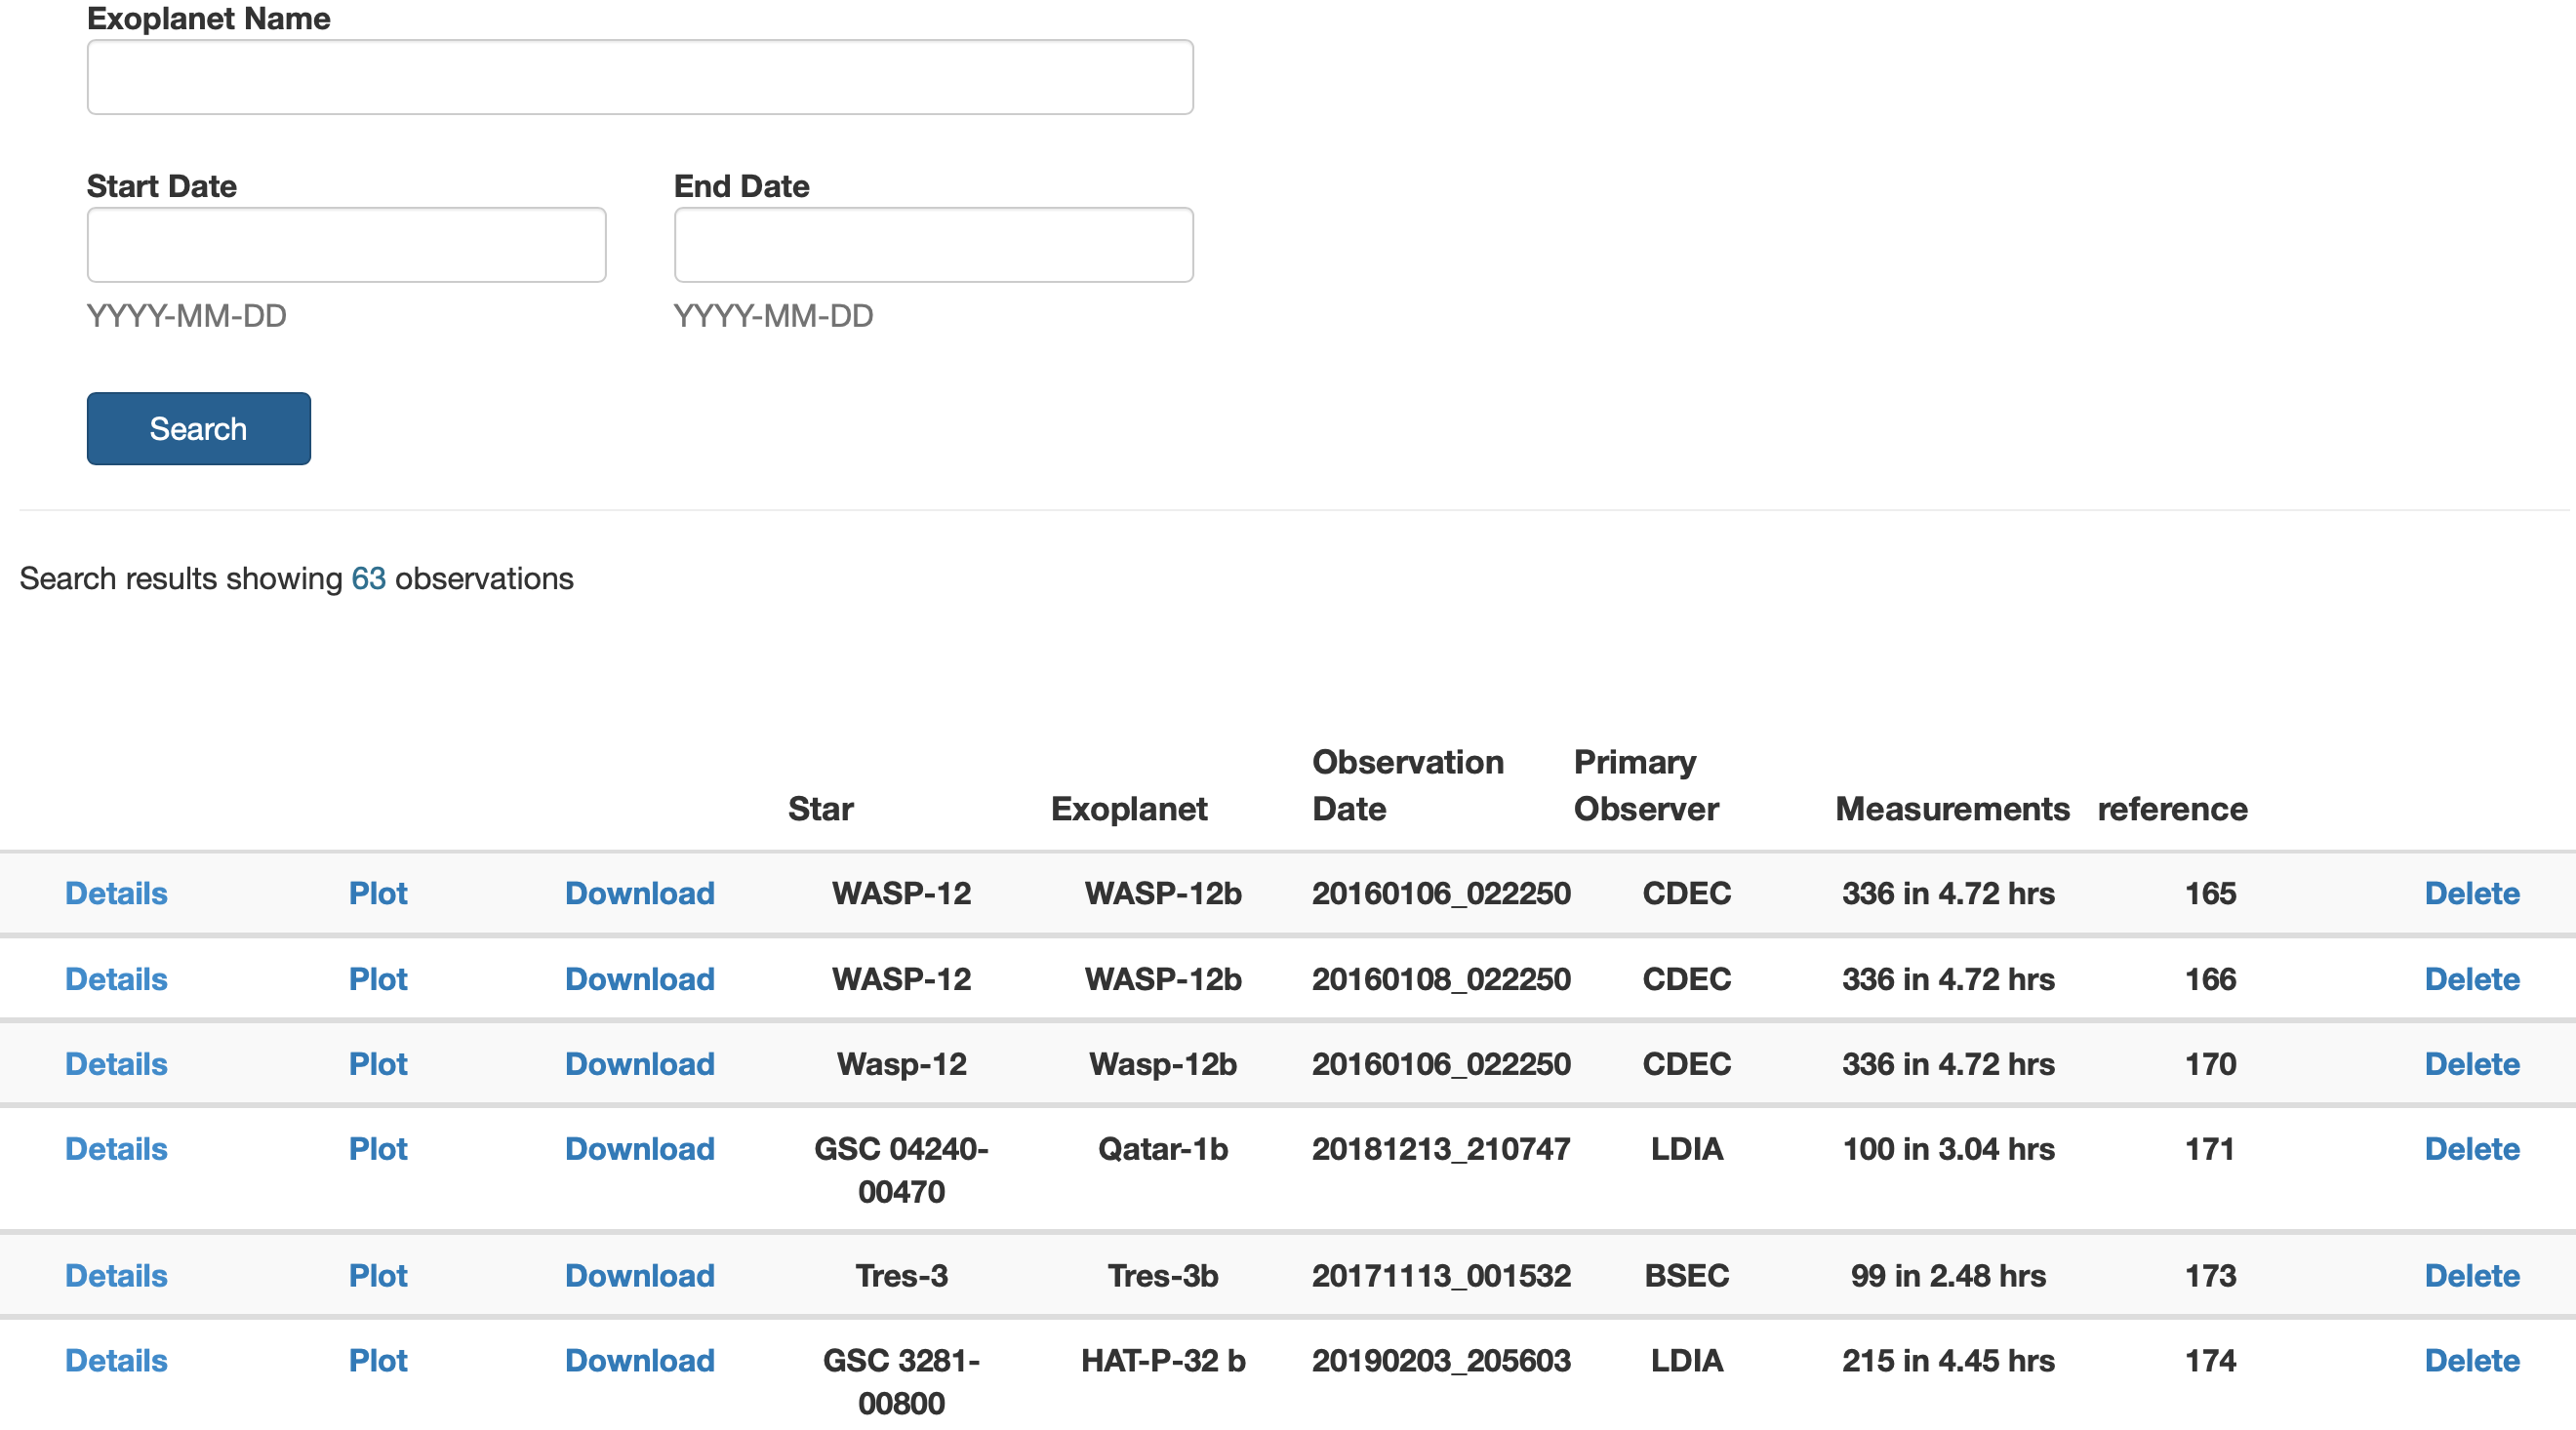 Exoplanet Name
Start Date End Date
YYYY-MM-DD YYYY-MM-DD
Search
Search results showing 63 observations
Star Exoplanet Observation Date Primary Observer Measurements reference
Details Plot Download WASP-12 WASP-12b 20160106_022250 CDEC 336 in 4.72 hrs 165 Delete
Details Plot Download WASP-12 WASP-12b 20160108_022250 CDEC 336 in 4.72 hrs 166 Delete
Details Plot Download Wasp-12 Wasp-12b 20160106_022250 CDEC 336 in 4.72 hrs 170 Delete
Details Plot Download GSC 04240-00470 Qatar-1b 20181213_210747 LDIA 100 in 3.04 hrs 171 Delete
Details Plot Download Tres-3 Tres-3b 20171113_001532 BSEC 99 in 2.48 hrs 173 Delete
Details Plot Download GSC 3281-00800 HAT-P-32 b 20190203_205603 LDIA 215 in 4.45 hrs 174 Delete